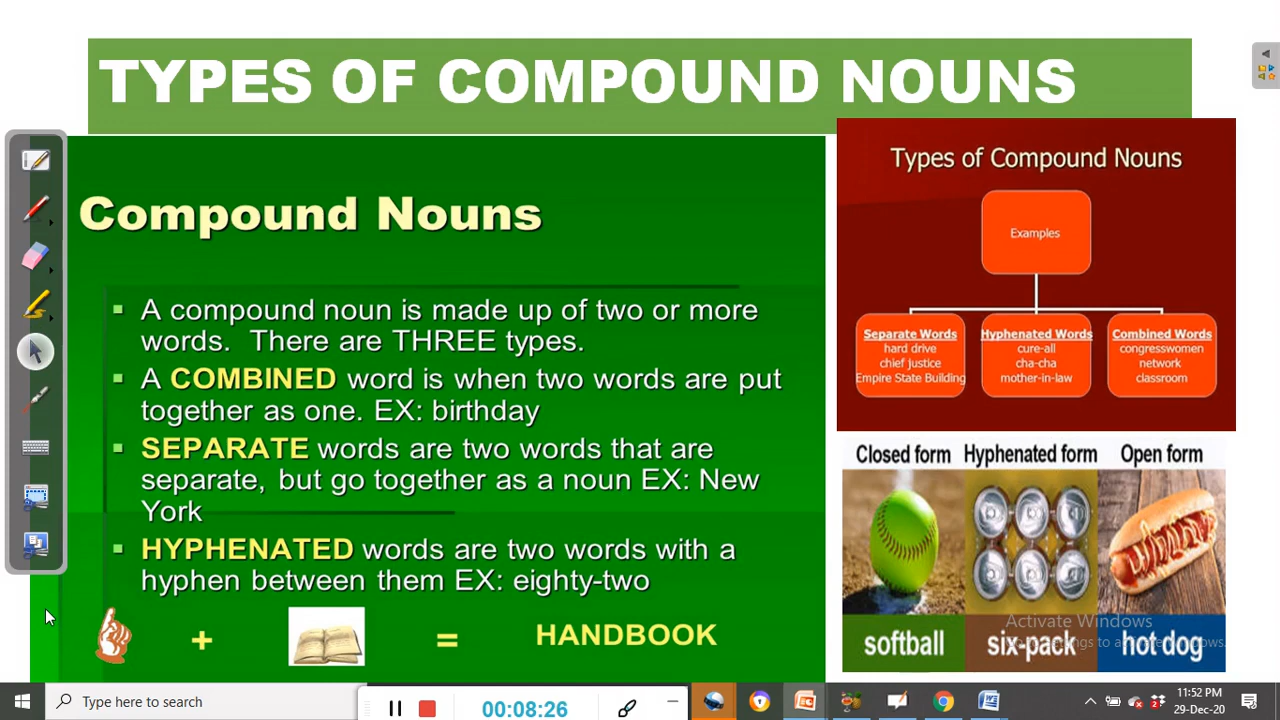 TYPES OF COMPOUND NOUNS
Compound Nouns
A compound noun is made up of two or more
words. There are THREE types.
A COMBINED word is when two words are put
together as one. EX: birthday
SEPARATE words are two words that are
separate, but go together as a noun EX: New
York
HYPHENATED words are two words with a
hyphen between them EX: eighty-two
+ = HANDBOOK
Types of Compound Nouns
Examples
Separate Words
hard drive
chief justice
Empire State Building
Hyphenated Words
cure-all
cha-cha
mother-in-law
Combined Words
congresswomen
network
classroom
Closed form Hyphenated form Open form
softball six-pack hot dog
Activate Windows
Type here to search
00:08:26
11:52 PM
29-Dec-20